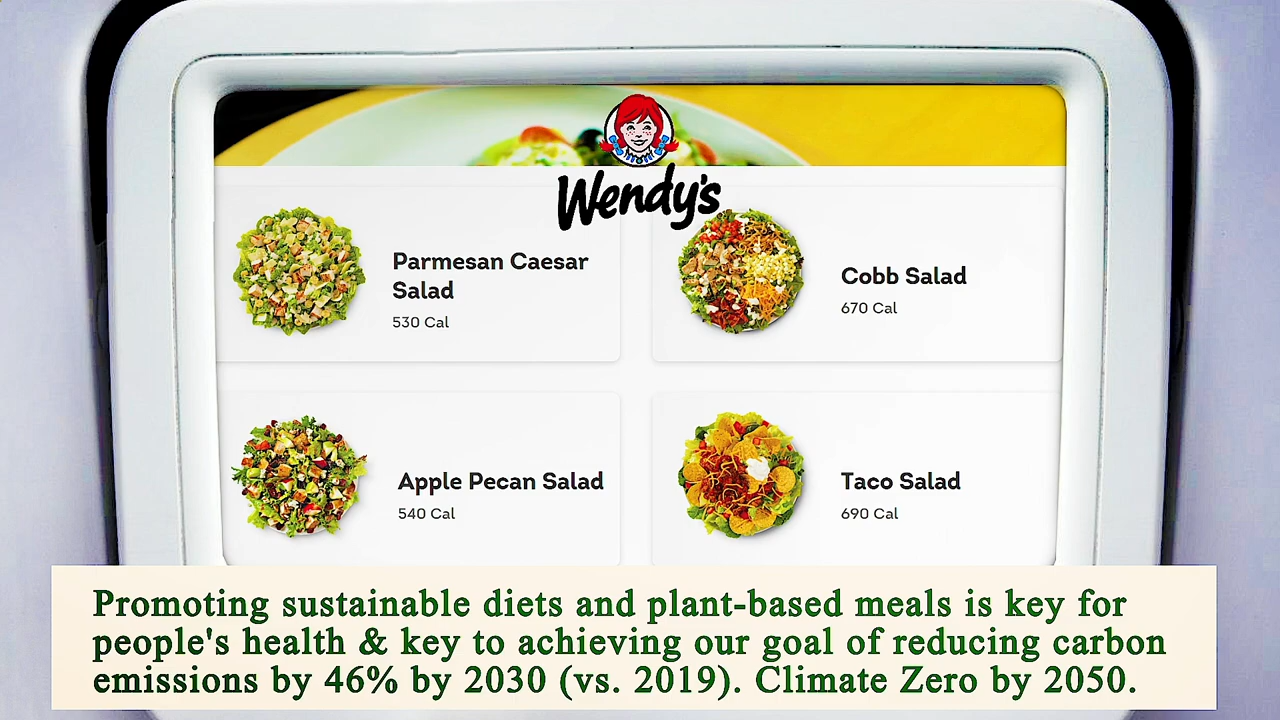 Wendy's
Parmesan Caesar
Salad
530 Cal
Cobb Salad
670 Cal
Apple Pecan Salad
540 Cal
Taco Salad
690 Cal
Promoting sustainable diets and plant-based meals is key for
people's health & key to achieving our goal of reducing carbon
emissions by 46% by 2030 (vs. 2019). Climate Zero by 2050.